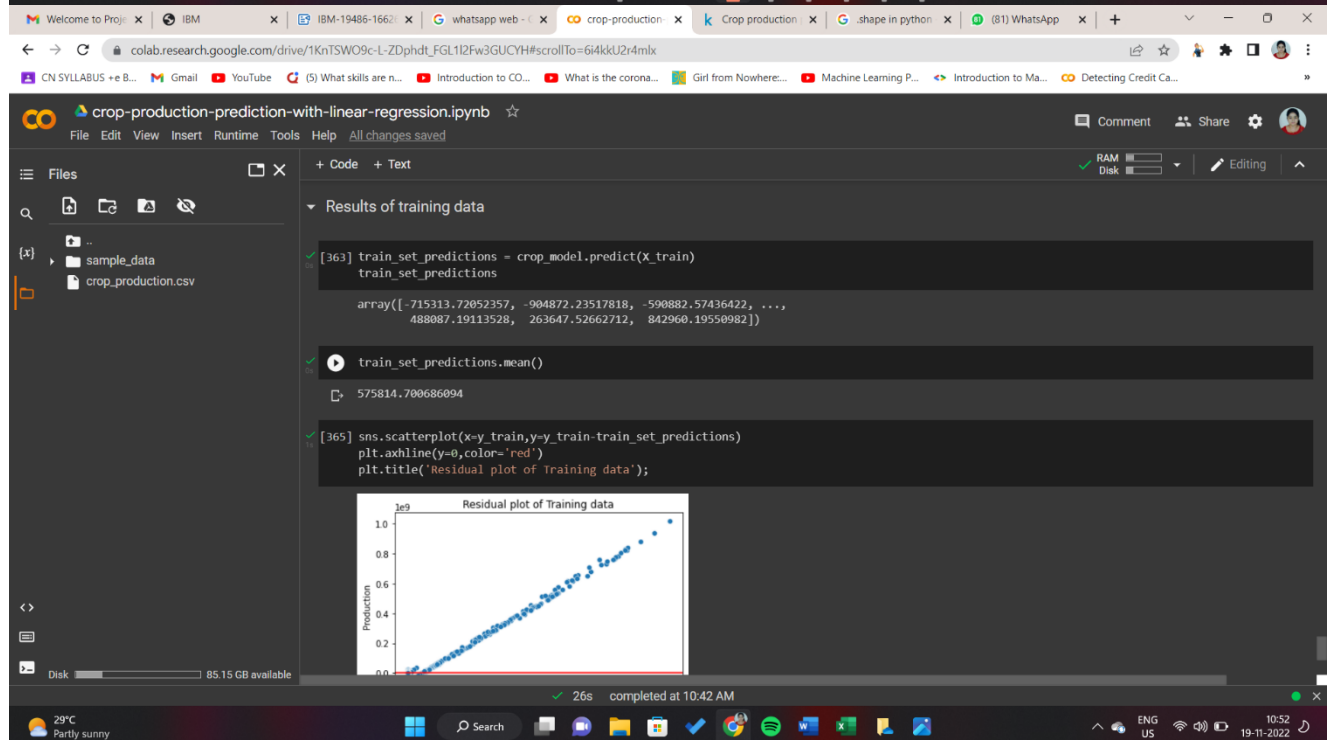 Welcome to Proje
IBM
IBM-19486-1662
whatsapp web -
crop-production-
Crop production
.shape in python
(81) WhatsApp
colab.research.google.com/drive/1KnTSWO9c-L-ZDphdt_FGL1l2Fw3GUCYH#scrollTo=6i4kkU2r4mlx
CN SYLLABUS +e B...
Gmail
YouTube
(5) What skills are n...
Introduction to CO...
What is the corona...
Girl from Nowhere:...
Machine Learning P...
Introduction to Ma...
Detecting Credit Ca...
crop-production-prediction-with-linear-regression.ipynb
File Edit View Insert Runtime Tools Help All changes saved
Comment
Share
Files
+ Code + Text
RAM
Disk
Editing
..
sample_data
crop_production.csv
Results of training data
[363] train_set_predictions = crop_model.predict(X_train)
train_set_predictions
array([-715313.72052357, -904872.23517818, -590882.57436422, ...,
488087.19113528, 263647.52662712, 842960.19550982])
train_set_predictions.mean()
575814.700686094
[365] sns.scatterplot(x=y_train,y=y_train-train_set_predictions)
plt.axhline(y=0,color='red')
plt.title('Residual plot of Training data');
1e9
Residual plot of Training data
1.0
0.8
0.6
0.4
0.2
0.0
Production
Disk
85.15 GB available
26s completed at 10:42 AM
29°C
Partly sunny
Search
ENG
US
10:52
19-11-2022